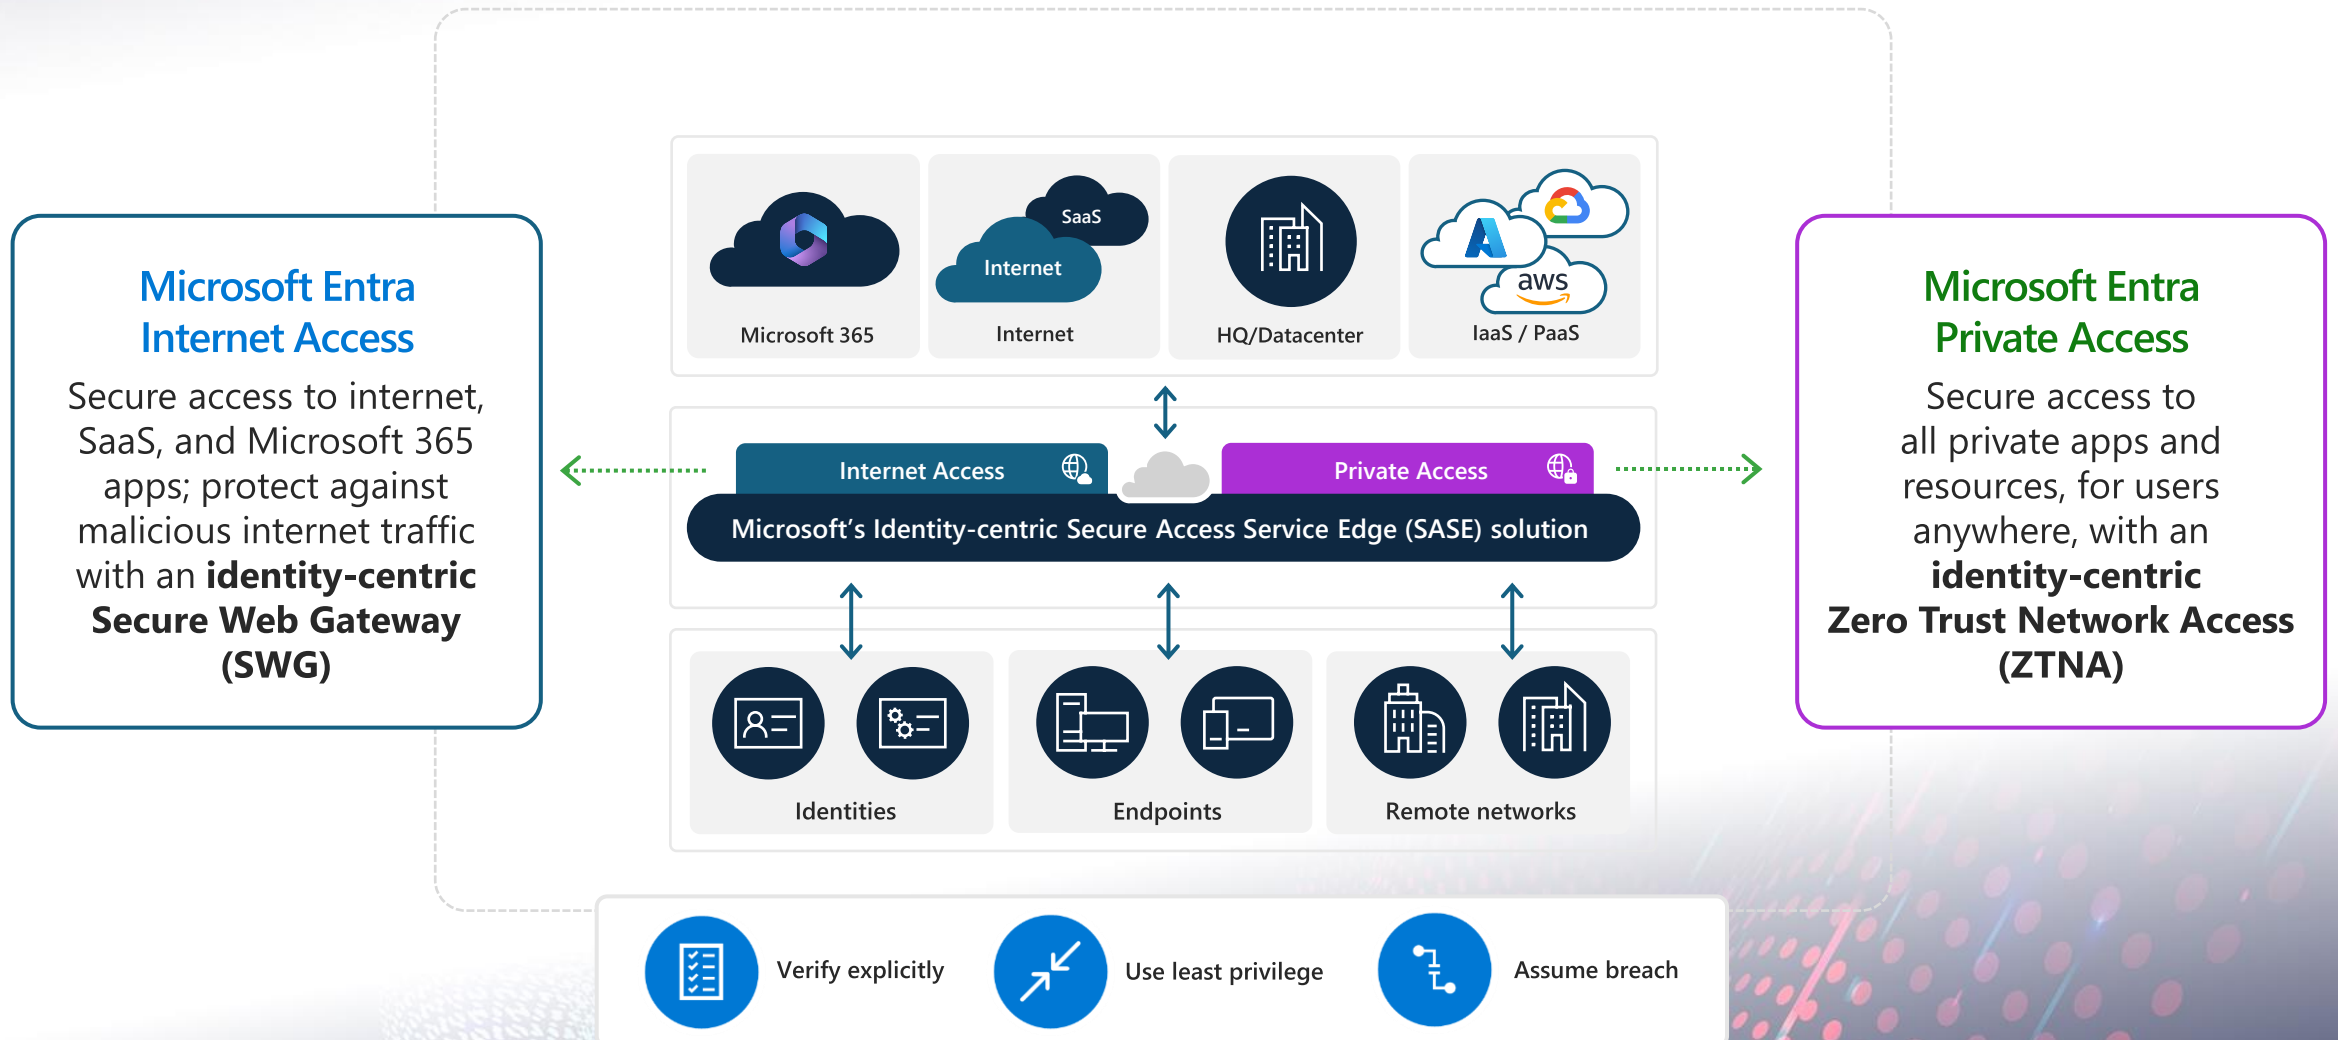 Microsoft Entra
Internet Access
Secure access to internet,
SaaS, and Microsoft 365
apps; protect against
malicious internet traffic
with an identity-centric
Secure Web Gateway
(SWG)
SaaS
Internet
aws
Microsoft 365
Internet
HQ/Datacenter
IaaS / PaaS
Internet Access
Private Access
Microsoft’s Identity-centric Secure Access Service Edge (SASE) solution
Identities
Endpoints
Remote networks
Microsoft Entra
Private Access
Secure access to
all private apps and
resources, for users
anywhere, with an
identity-centric
Zero Trust Network Access
(ZTNA)
Verify explicitly
Use least privilege
Assume breach